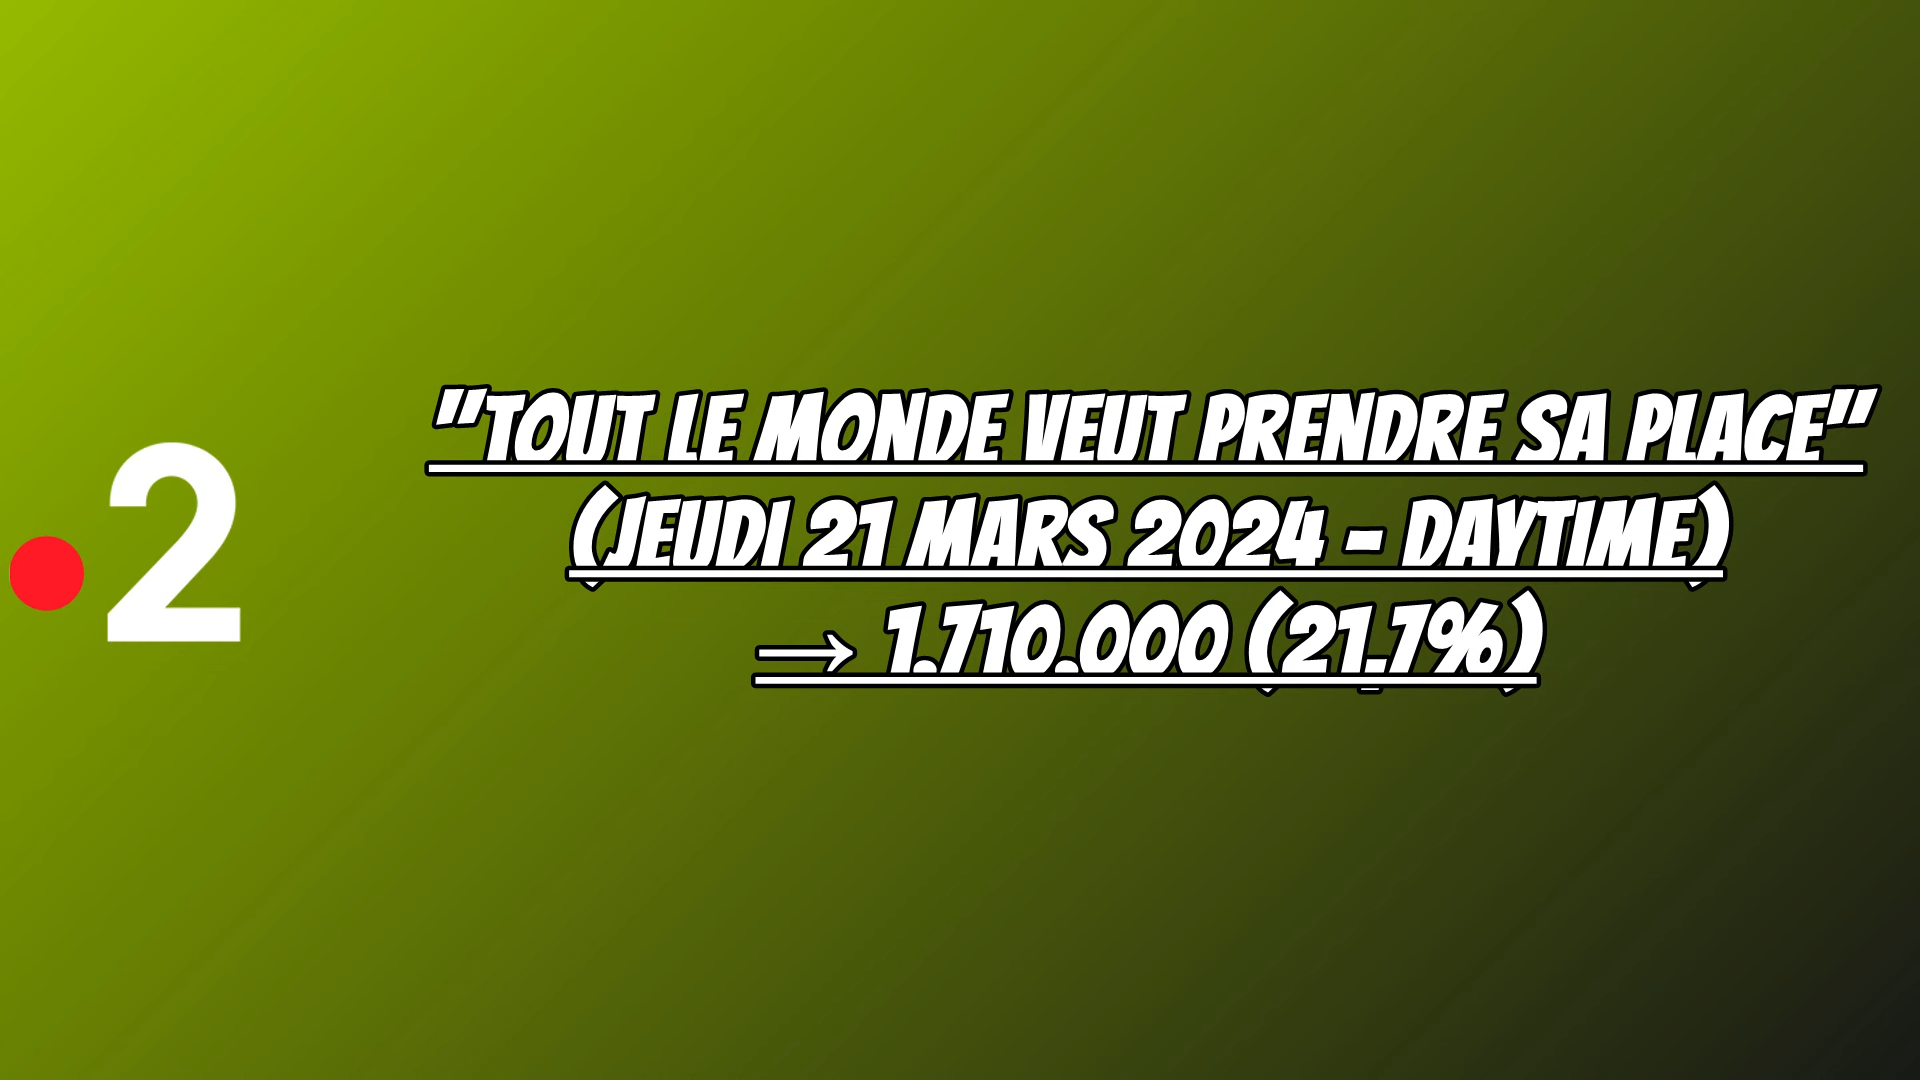 2
"TOUT LE MONDE VEUT PRENDRE SA PLACE"
(JEUDI 21 MARS 2024 - DAYTIME)
→ 1.710.000 (21.7%)